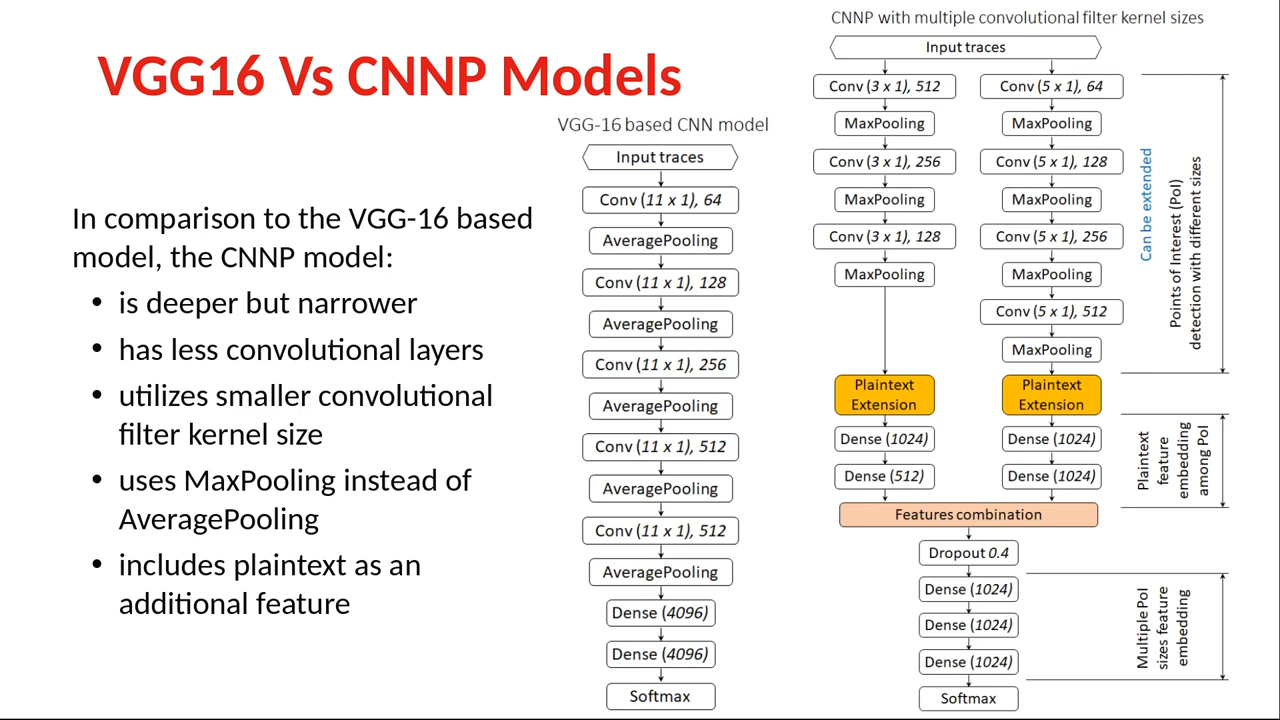 VGG16 Vs CNNP Models
In comparison to the VGG-16 based
model, the CNNP model:
• is deeper but narrower
• has less convolutional layers
• utilizes smaller convolutional
filter kernel size
• uses MaxPooling instead of
AveragePooling
• includes plaintext as an
additional feature
VGG-16 based CNN model
Input traces
Conv (11 x 1), 64
AveragePooling
Conv (11 x 1), 128
AveragePooling
Conv (11 x 1), 256
AveragePooling
Conv (11 x 1), 512
AveragePooling
Conv (11 x 1), 512
AveragePooling
Dense (4096)
Dense (4096)
Softmax
CNNP with multiple convolutional filter kernel sizes
Input traces
Conv (3 x 1), 512
MaxPooling
Conv (3 x 1), 256
MaxPooling
Conv (3 x 1), 128
MaxPooling
Plaintext
Extension
Dense (1024)
Dense (512)
Conv (5 x 1), 64
MaxPooling
Conv (5 x 1), 128
MaxPooling
Conv (5 x 1), 256
MaxPooling
Conv (5 x 1), 512
MaxPooling
Plaintext
Extension
Dense (1024)
Dense (1024)
Features combination
Dropout 0.4
Dense (1024)
Dense (1024)
Dense (1024)
Softmax
Can be extended
Points of Interest (PoI)
detection with different sizes
Plaintext
feature
embedding
among PoI
Multiple PoI
sizes feature
embedding